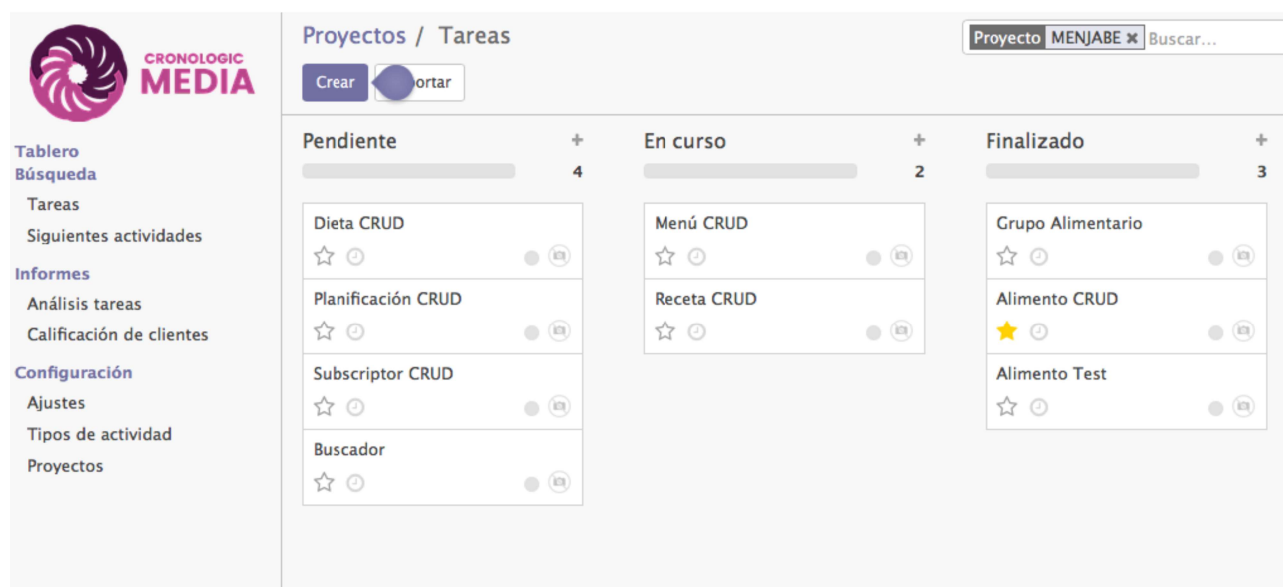 CRONOLOGIC
MEDIA
Tablero
Búsqueda
Tareas
Siguientes actividades
Informes
Análisis tareas
Calificación de clientes
Configuración
Ajustes
Tipos de actividad
Proyectos
Proyectos / Tareas
Proyecto MENJABE ✖ Buscar...
Crear ortar
Pendiente +
4
Dieta CRUD
Planificación CRUD
Subscriptor CRUD
Buscador
En curso +
2
Menú CRUD
Receta CRUD
Finalizado +
3
Grupo Alimentario
Alimento CRUD
Alimento Test